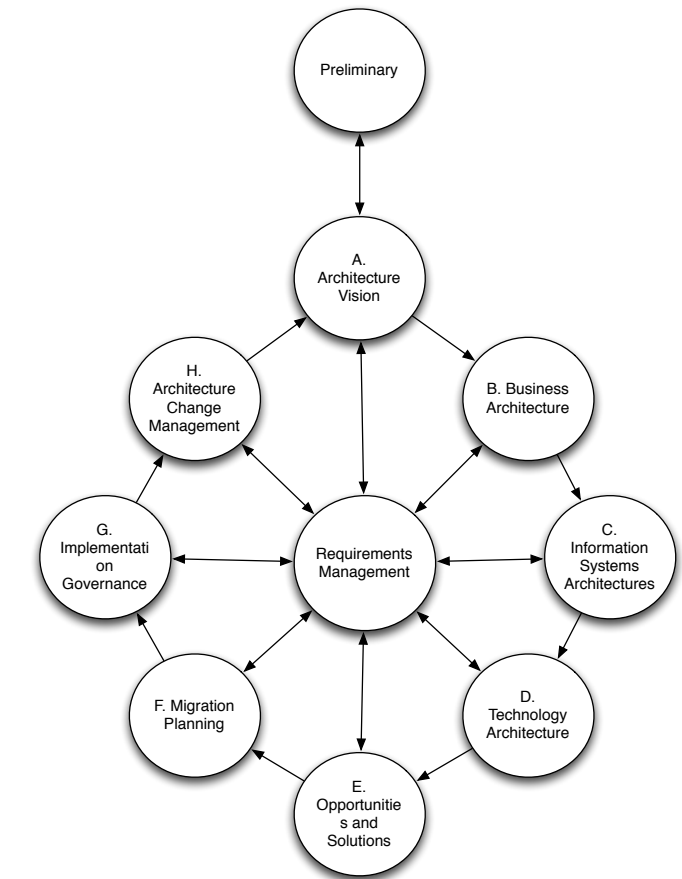 Preliminary
A.
Architecture
Vision
H.
Architecture
Change
Management
B. Business
Architecture
G.
Implementati
on
Governance
Requirements
Management
C.
Information
Systems
Architectures
F. Migration
Planning
D.
Technology
Architecture
E.
Opportunitie
s and
Solutions